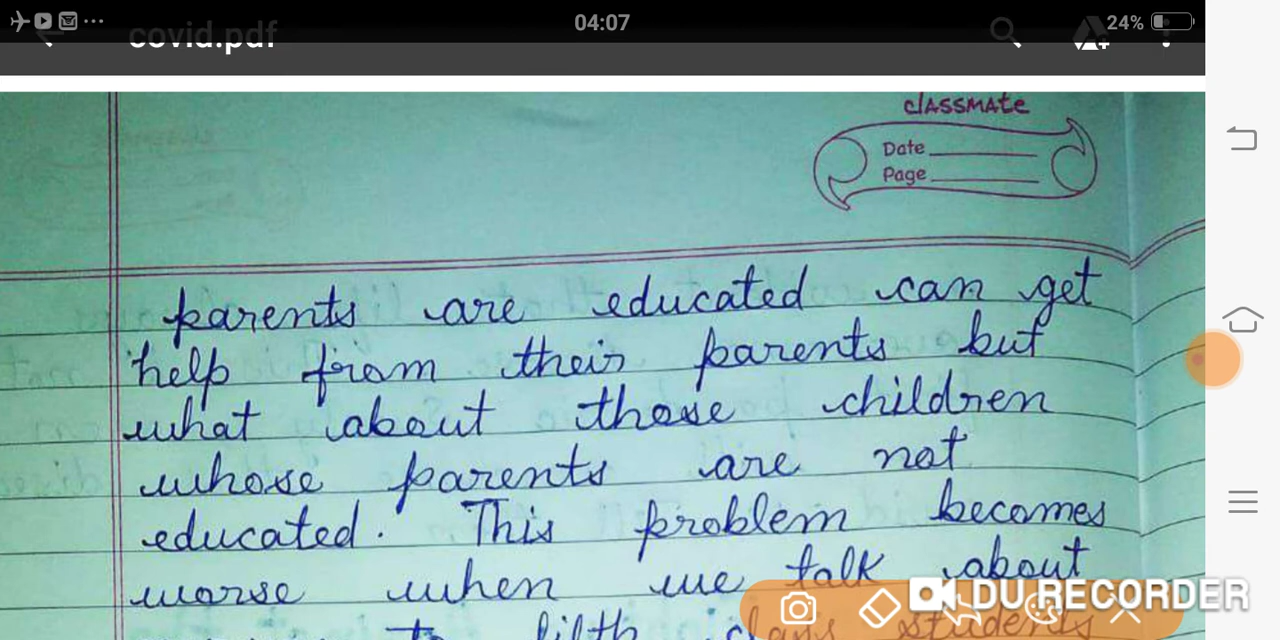 04:07
24%
covid.pdf
classmate
Date
Page
parents are educated can get
help from their parents but
what about those children
whose parents are not
educated. This problem becomes
worse when we talk about
to fifth class students
DU RECORDER